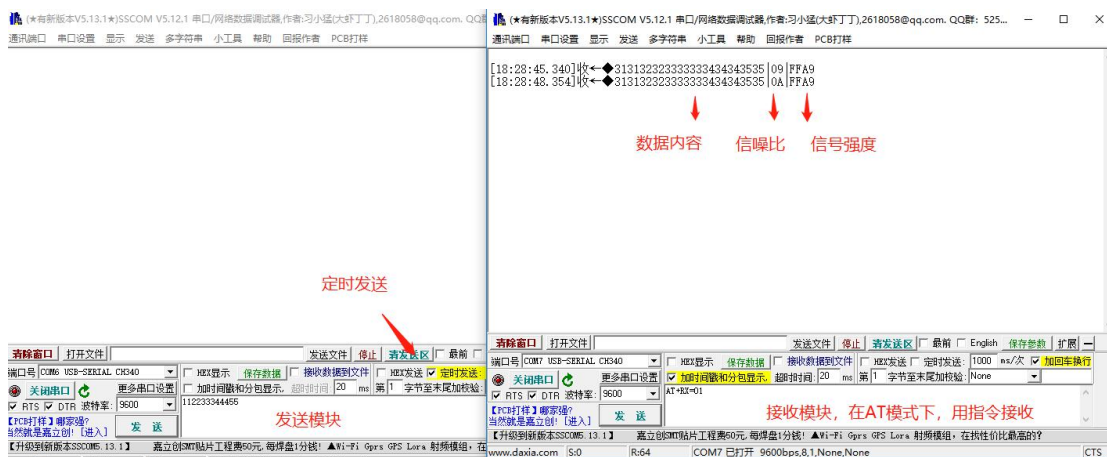 (★有新版本V5.13.1★)SSCOM V5.12.1 串口/网络数据调试器,作者:习小猛(大虾丁丁),2618058@qq.com. QQ群
通讯端口 串口设置 显示 发送 多字符串 小工具 帮助 回报作者 PCB打样
定时发送
清除窗口 打开文件 发送文件 停止 清发送区 最前
端口号 COM6 USB-SERIAL CH340 HEX显示 保存数据 接收数据到文件 HEX发送 定时发送:
关闭串口 更多串口设置 加时间戳和分包显示, 超时时间: 20 ms 第 1 字节至末尾加校验:
RTS DTR 波特率: 9600 112233344455
发送模块
【PCB打样】哪家强?
当然就是嘉立创!【进入】 发 送
【升级到新版本SSCOM5.13.1】 嘉立创SMT贴片工程费50元,每焊盘1分钱! ▲Wi-Fi Gprs GPS Lora 射频模组,在
(★有新版本V5.13.1★)SSCOM V5.12.1 串口/网络数据调试器,作者:习小猛(大虾丁丁),2618058@qq.com. QQ群: 525...
通讯端口 串口设置 显示 发送 多字符串 小工具 帮助 回报作者 PCB打样
[18:28:45.340]收←◆313132323333333434343535|09|FFA9
[18:28:48.354]收←◆313132323333333434343535|0A|FFA9
数据内容 信噪比 信号强度
清除窗口 打开文件 发送文件 停止 清发送区 最前 English 保存参数 扩展 —
端口号 COM7 USB-SERIAL CH340 HEX显示 保存数据 接收数据到文件 HEX发送 定时发送: 1000 ms/次 加回车换行
关闭串口 更多串口设置 加时间戳和分包显示, 超时时间: 20 ms 第 1 字节至末尾加校验: None
RTS DTR 波特率: 9600 AT+RX=01
接收模块,在AT模式下,用指令接收
【PCB打样】哪家强?
当然就是嘉立创!【进入】 发 送
【升级到新版本SSCOM5.13.1】 嘉立创SMT贴片工程费50元,每焊盘1分钱! ▲Wi-Fi Gprs GPS Lora 射频模组,在找性价比最高的?
www.daxia.com S:0 R:64 COM7 已打开 9600bps,8,1,None,None CTS